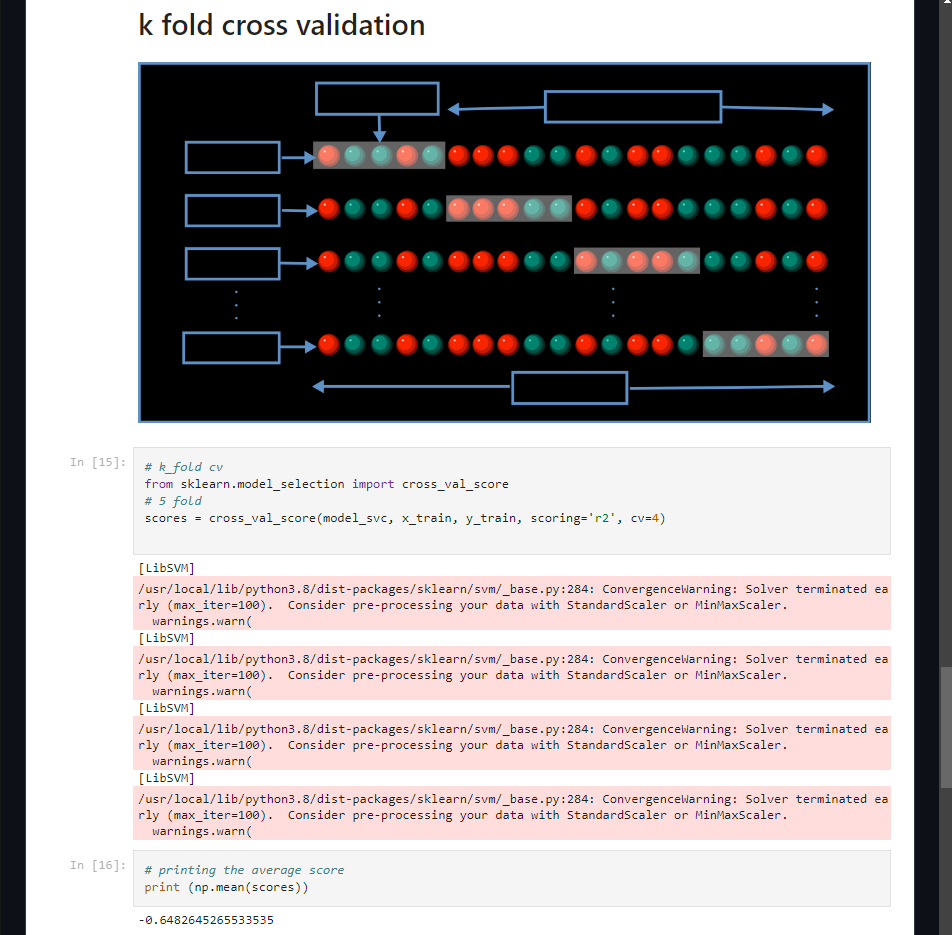 k fold cross validation
In [15]:
# k_fold cv
from sklearn.model_selection import cross_val_score
# 5 fold
scores = cross_val_score(model_svc, x_train, y_train, scoring='r2', cv=4)
[LibSVM]
/usr/local/lib/python3.8/dist-packages/sklearn/svm/_base.py:284: ConvergenceWarning: Solver terminated ea
rly (max_iter=100).  Consider pre-processing your data with StandardScaler or MinMaxScaler.
  warnings.warn(
[LibSVM]
/usr/local/lib/python3.8/dist-packages/sklearn/svm/_base.py:284: ConvergenceWarning: Solver terminated ea
rly (max_iter=100).  Consider pre-processing your data with StandardScaler or MinMaxScaler.
  warnings.warn(
[LibSVM]
/usr/local/lib/python3.8/dist-packages/sklearn/svm/_base.py:284: ConvergenceWarning: Solver terminated ea
rly (max_iter=100).  Consider pre-processing your data with StandardScaler or MinMaxScaler.
  warnings.warn(
[LibSVM]
/usr/local/lib/python3.8/dist-packages/sklearn/svm/_base.py:284: ConvergenceWarning: Solver terminated ea
rly (max_iter=100).  Consider pre-processing your data with StandardScaler or MinMaxScaler.
  warnings.warn(
In [16]:
# printing the average score
print (np.mean(scores))
-0.6482645265533535